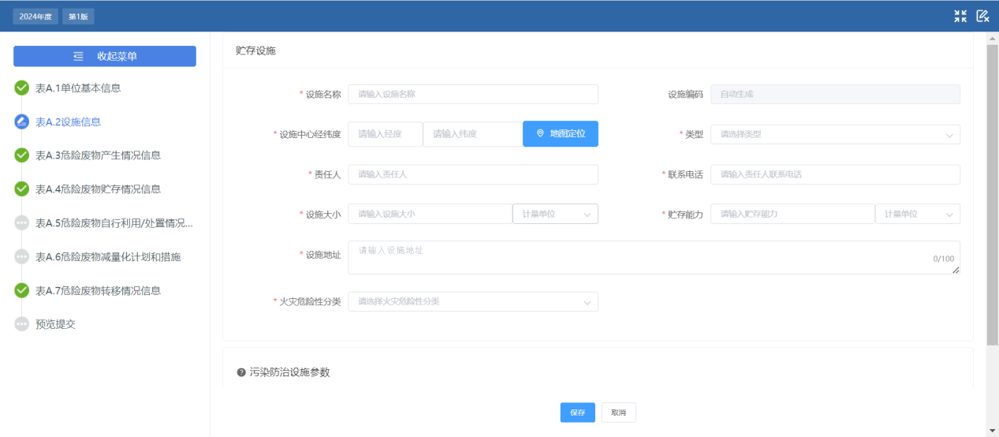 2024年度 第1版
收起菜单
表A.1单位基本信息
表A.2设施信息
表A.3危险废物产生情况信息
表A.4危险废物贮存情况信息
表A.5危险废物自行利用/处置情况...
表A.6危险废物减量化计划和措施
表A.7危险废物转移情况信息
预览提交
贮存设施
* 设施名称 请输入设施名称 设施编码 自动生成
* 设施中心经纬度 请输入经度 请输入纬度 地图定位 * 类型 请选择类型
* 责任人 请输入责任人 * 联系电话 请输入责任人联系电话
* 设施大小 请输入设施大小 计量单位 * 贮存能力 请输入贮存能力 计量单位
* 设施地址 请输入设施地址 0/100
* 火灾危险性分类 请选择火灾危险性分类
? 污染防治设施参数
保存 取消